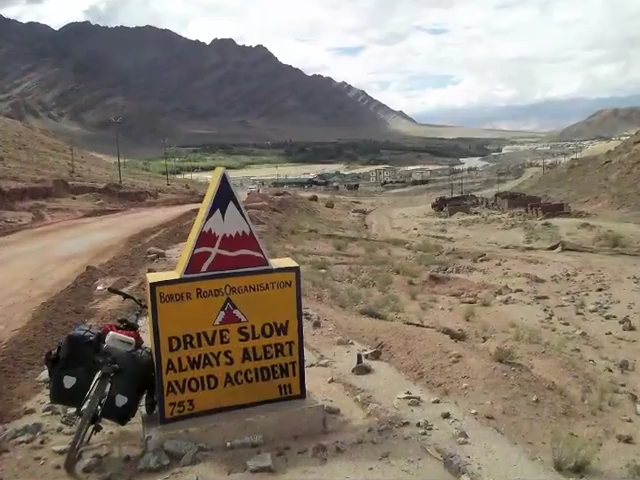 BORDER ROADS ORGANISATION
DRIVE SLOW
ALWAYS ALERT
AVOID ACCIDENT
753 111